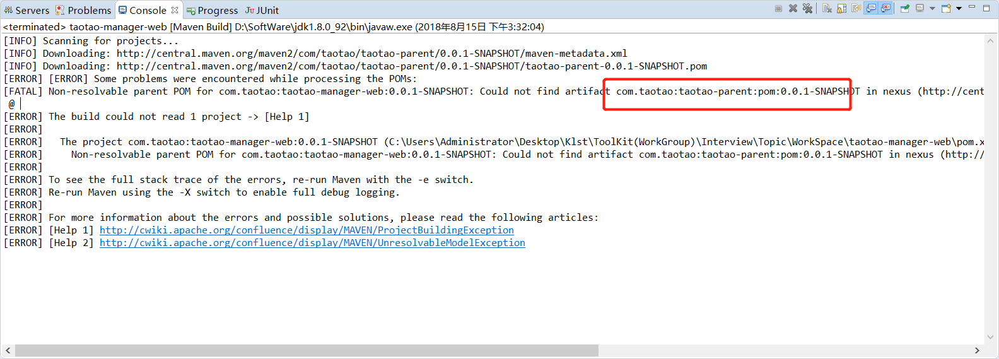 Servers Problems Console Progress JUnit
<terminated> taotao-manager-web [Maven Build] D:\SoftWare\jdk1.8.0_92\bin\javaw.exe (2018年8月15日 下午3:32:04)
[INFO] Scanning for projects...
[INFO] Downloading: http://central.maven.org/maven2/com/taotao/taotao-parent/0.0.1-SNAPSHOT/maven-metadata.xml
[INFO] Downloading: http://central.maven.org/maven2/com/taotao/taotao-parent/0.0.1-SNAPSHOT/taotao-parent-0.0.1-SNAPSHOT.pom
[ERROR] [ERROR] Some problems were encountered while processing the POMs:
[FATAL] Non-resolvable parent POM for com.taotao:taotao-manager-web:0.0.1-SNAPSHOT: Could not find artifact com.taotao:taotao-parent:pom:0.0.1-SNAPSHOT in nexus (http://cent
@
[ERROR] The build could not read 1 project -> [Help 1]
[ERROR]
[ERROR]   The project com.taotao:taotao-manager-web:0.0.1-SNAPSHOT (C:\Users\Administrator\Desktop\Klst\ToolKit(WorkGroup)\Interview\Topic\WorkSpace\taotao-manager-web\pom.x
[ERROR]     Non-resolvable parent POM for com.taotao:taotao-manager-web:0.0.1-SNAPSHOT: Could not find artifact com.taotao:taotao-parent:pom:0.0.1-SNAPSHOT in nexus (http://
[ERROR]
[ERROR] To see the full stack trace of the errors, re-run Maven with the -e switch.
[ERROR] Re-run Maven using the -X switch to enable full debug logging.
[ERROR]
[ERROR] For more information about the errors and possible solutions, please read the following articles:
[ERROR] [Help 1] http://cwiki.apache.org/confluence/display/MAVEN/ProjectBuildingException
[ERROR] [Help 2] http://cwiki.apache.org/confluence/display/MAVEN/UnresolvableModelException